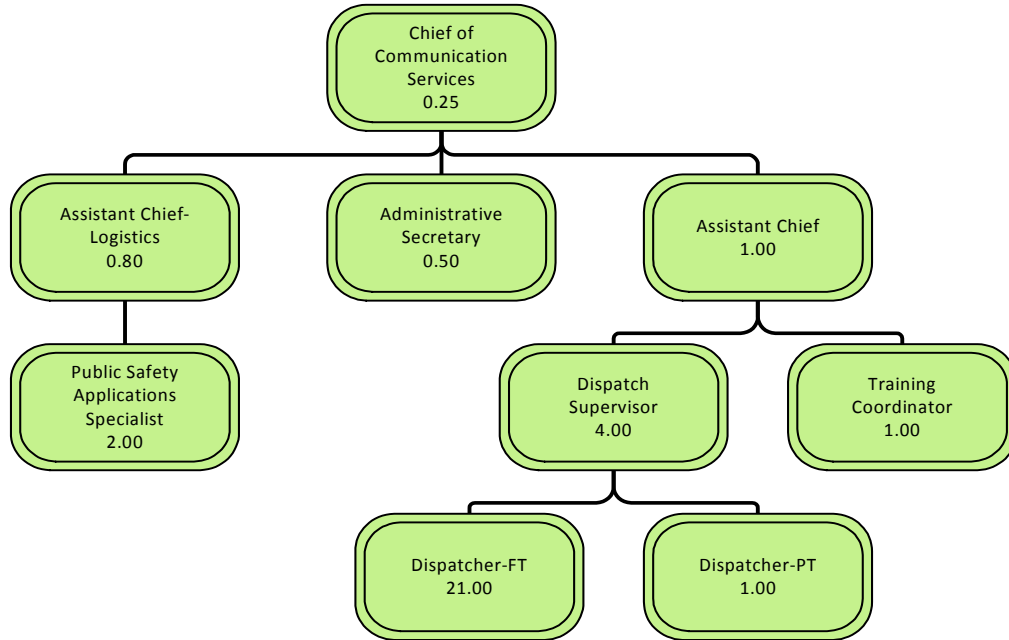 Chief of
Communication
Services
0.25
Assistant Chief-
Logistics
0.80
Administrative
Secretary
0.50
Assistant Chief
1.00
Public Safety
Applications
Specialist
2.00
Dispatch
Supervisor
4.00
Training
Coordinator
1.00
Dispatcher-FT
21.00
Dispatcher-PT
1.00